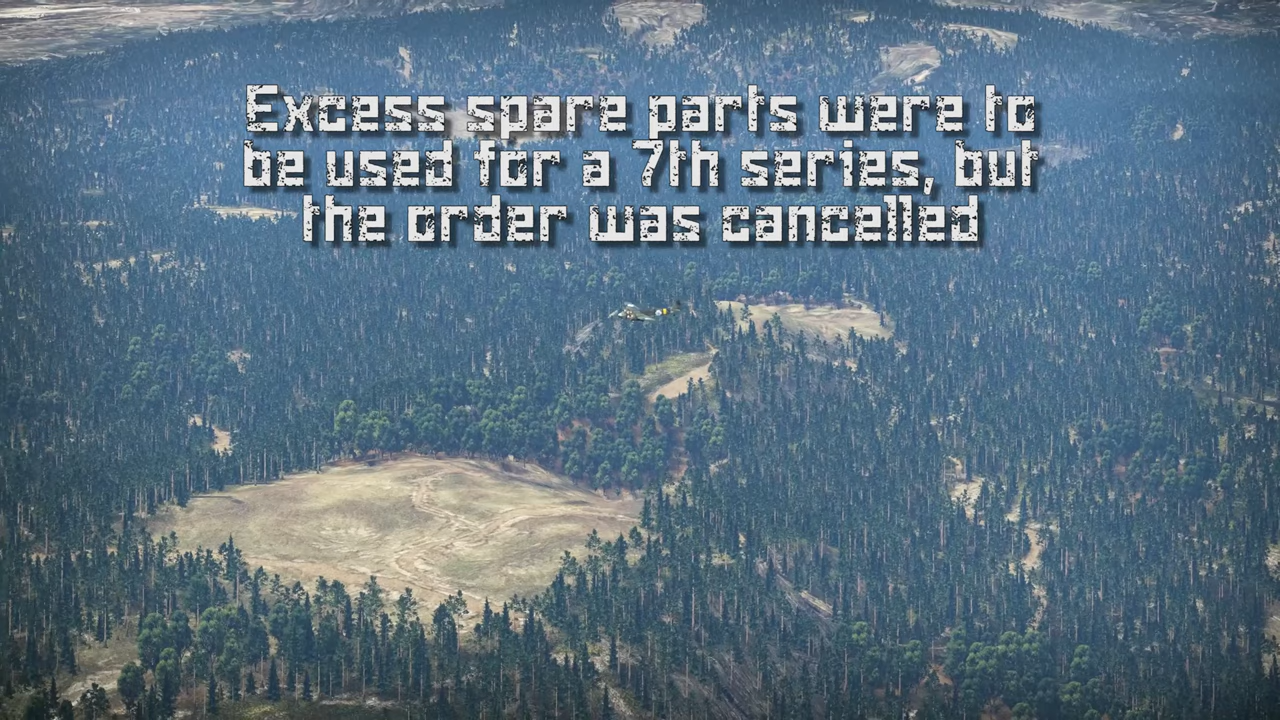 Excess spare parts were to
be used for a 7th series, but
the order was cancelled